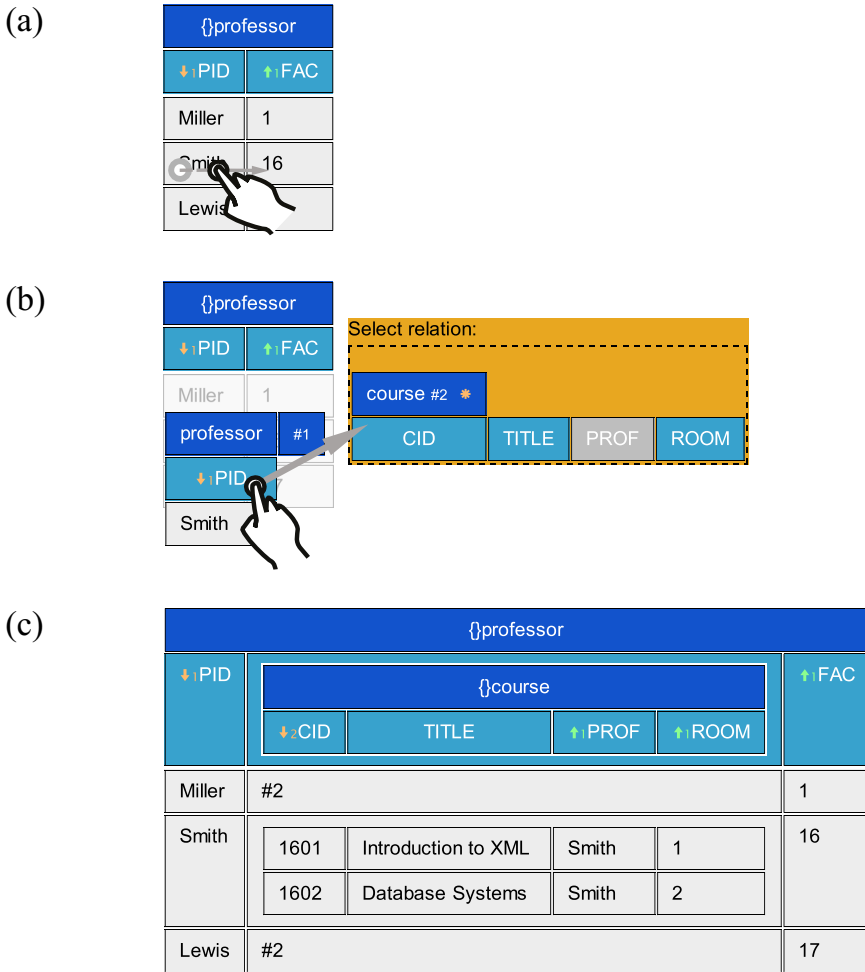 (a)
{}professor
↓1PID ↑1FAC
Miller 1
Smith 16
Lewis
(b)
{}professor
↓1PID ↑1FAC
Select relation:
Miller 1
course #2 *
professor #1
CID TITLE PROF ROOM
↓1PID
Smith
(c)
{}professor
↓1PID {}course ↑1FAC
↓2CID TITLE ↑1PROF ↑1ROOM
Miller #2 1
Smith 1601 Introduction to XML Smith 1 16
1602 Database Systems Smith 2
Lewis #2 17